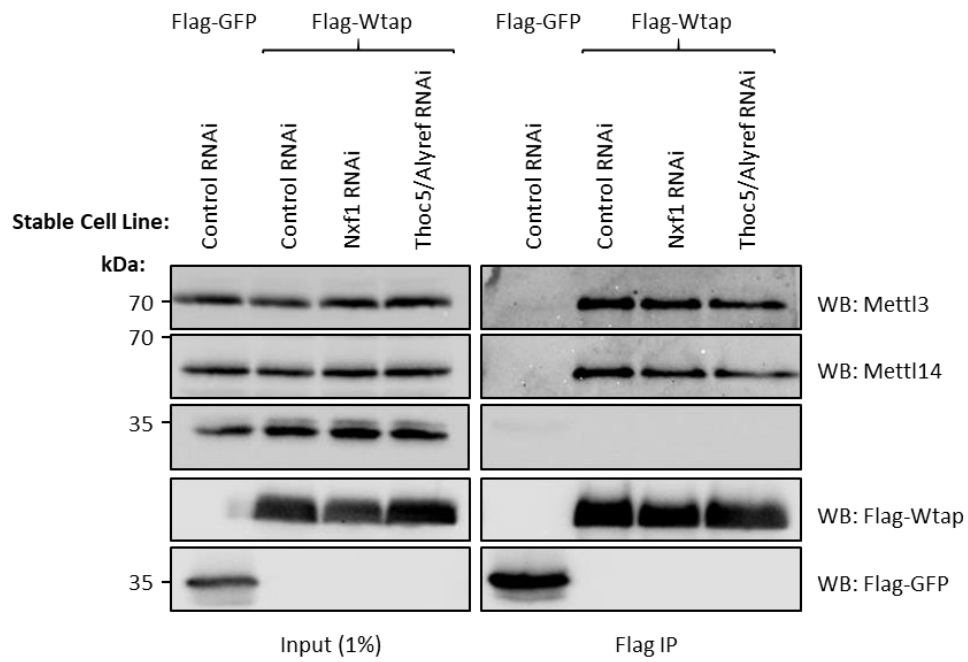 Flag-GFP Flag-Wtap Flag-GFP Flag-Wtap
Control RNAi Control RNAi Nxf1 RNAi Thoc5/Alyref RNAi Control RNAi Control RNAi Nxf1 RNAi Thoc5/Alyref RNAi
Stable Cell Line:
kDa:
70 WB: Mettl3
70
WB: Mettl14
35
WB: Flag-Wtap
35 WB: Flag-GFP
Input (1%) Flag IP